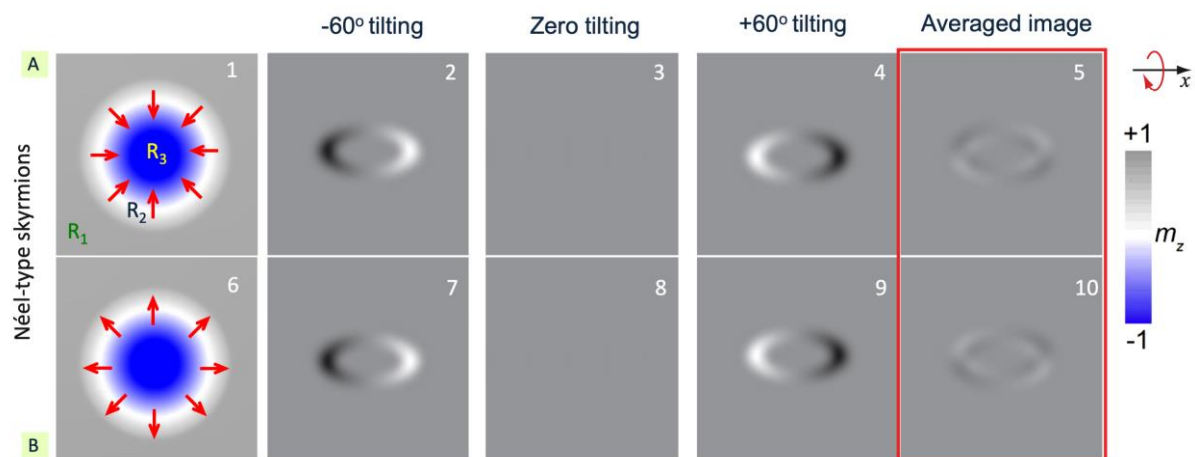 -60° tilting
Zero tilting
+60° tilting
Averaged image
A
1
2
3
4
5
R₃
R₂
R₁
x
+1
m_z
-1
Néel-type skyrmions
6
7
8
9
10
B